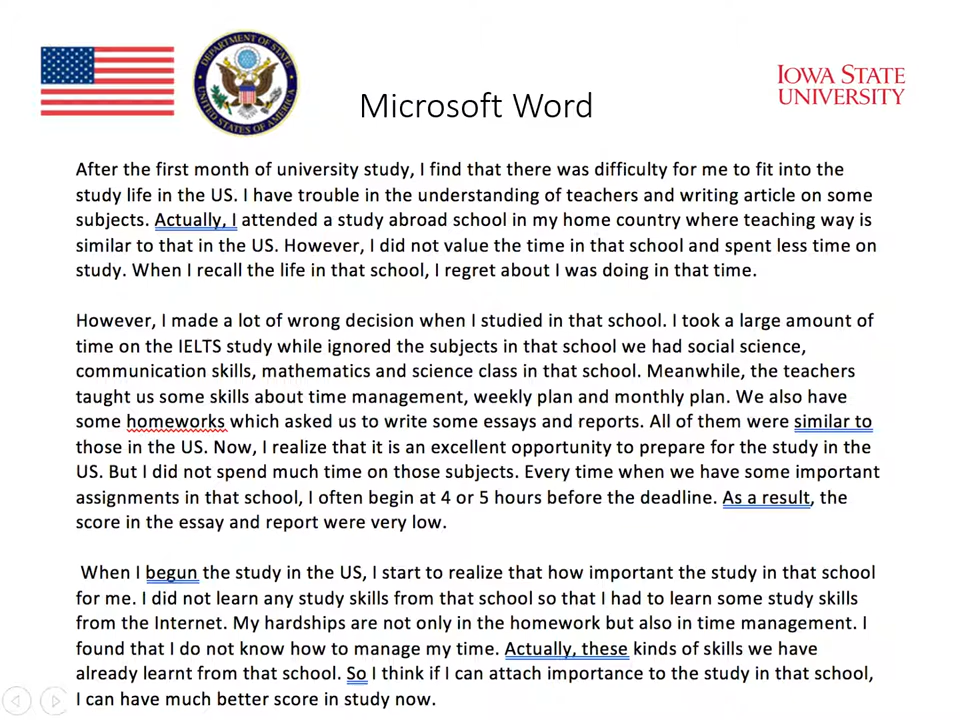 DEPARTMENT OF STATE
UNITED STATES OF AMERICA
IOWA STATE
UNIVERSITY
Microsoft Word
After the first month of university study, I find that there was difficulty for me to fit into the
study life in the US. I have trouble in the understanding of teachers and writing article on some
subjects. Actually, I attended a study abroad school in my home country where teaching way is
similar to that in the US. However, I did not value the time in that school and spent less time on
study. When I recall the life in that school, I regret about I was doing in that time.
However, I made a lot of wrong decision when I studied in that school. I took a large amount of
time on the IELTS study while ignored the subjects in that school we had social science,
communication skills, mathematics and science class in that school. Meanwhile, the teachers
taught us some skills about time management, weekly plan and monthly plan. We also have
some homeworks which asked us to write some essays and reports. All of them were similar to
those in the US. Now, I realize that it is an excellent opportunity to prepare for the study in the
US. But I did not spend much time on those subjects. Every time when we have some important
assignments in that school, I often begin at 4 or 5 hours before the deadline. As a result, the
score in the essay and report were very low.
When I begun the study in the US, I start to realize that how important the study in that school
for me. I did not learn any study skills from that school so that I had to learn some study skills
from the Internet. My hardships are not only in the homework but also in time management. I
found that I do not know how to manage my time. Actually, these kinds of skills we have
already learnt from that school. So I think if I can attach importance to the study in that school,
I can have much better score in study now.